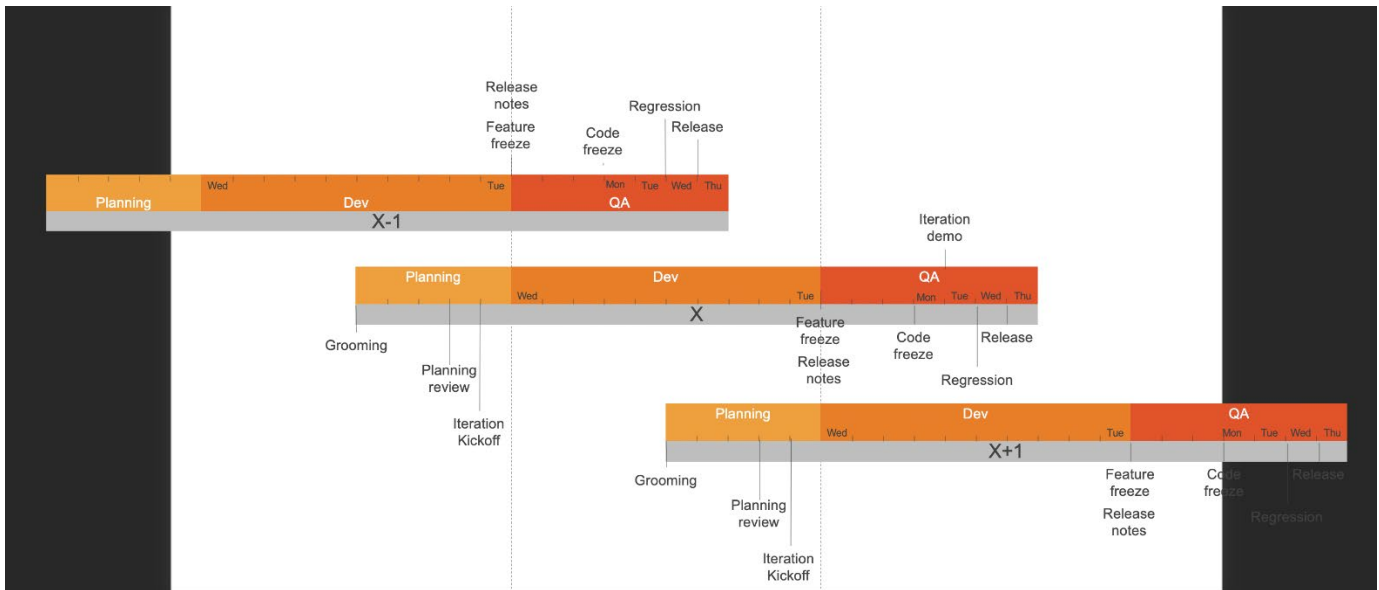 Release
notes
Feature
freeze
Code
freeze
Regression
Release
Wed
Tue
Mon
Tue
Wed
Thu
Planning
Dev
QA
X-1
Iteration
demo
Planning
Dev
QA
Wed
Tue
Mon
Tue
Wed
Thu
X
Grooming
Planning
review
Iteration
Kickoff
Feature
freeze
Release
notes
Code
freeze
Release
Regression
Planning
Dev
QA
Wed
Tue
Mon
Tue
Wed
Thu
X+1
Grooming
Planning
review
Iteration
Kickoff
Feature
freeze
Release
notes
Code
freeze
Release
Regression